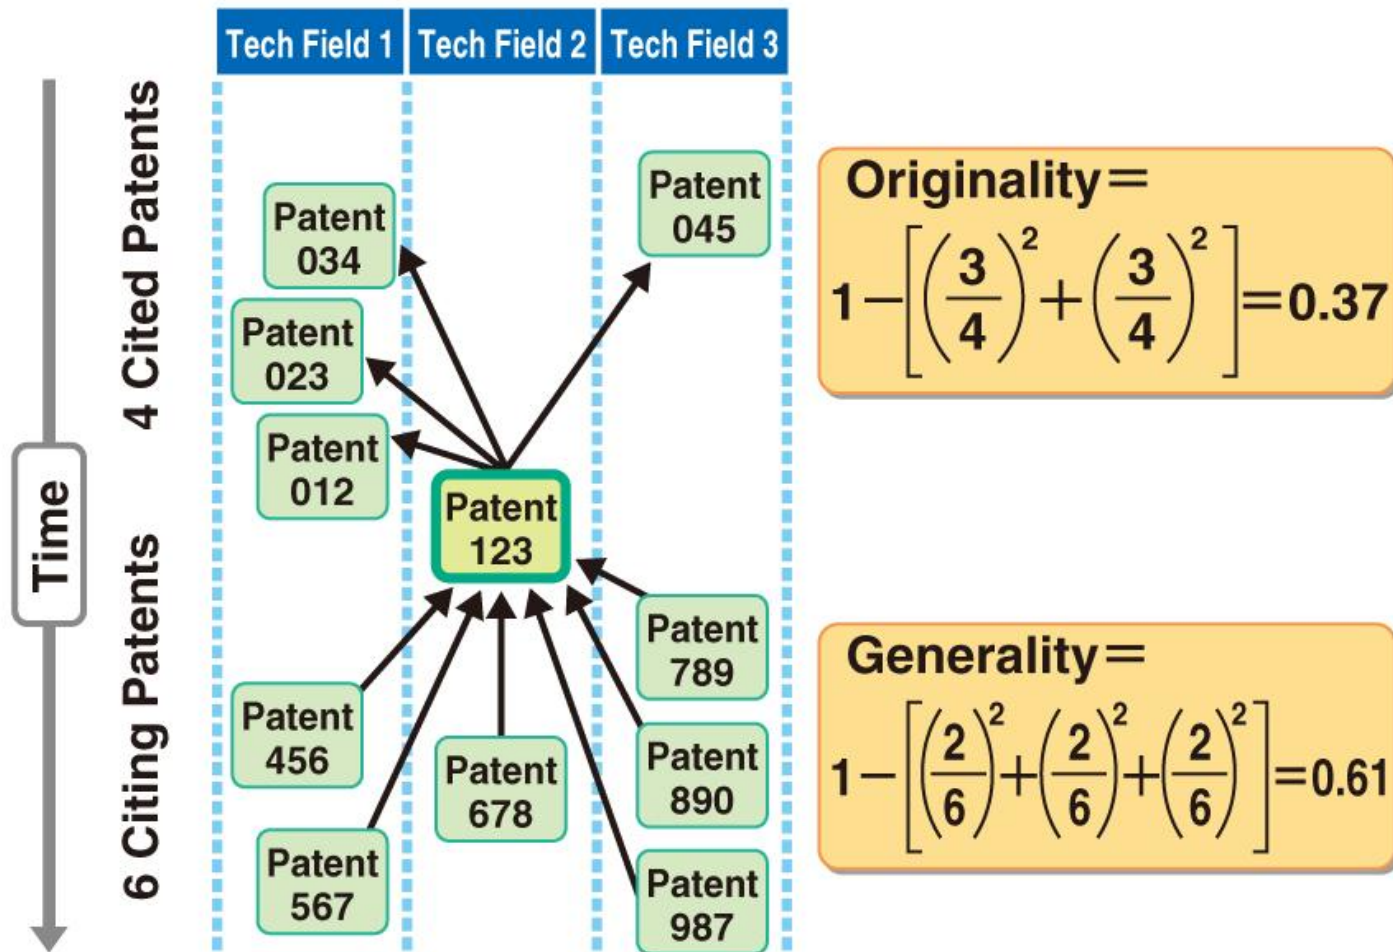 Tech Field 1
Tech Field 2
Tech Field 3
Time
4 Cited Patents
6 Citing Patents
Patent
034
Patent
045
Patent
023
Patent
012
Patent
123
Patent
789
Patent
456
Patent
678
Patent
890
Patent
567
Patent
987
Originality=
1−[(3/4)²+(3/4)²]=0.37
Generality=
1−[(2/6)²+(2/6)²+(2/6)²]=0.61